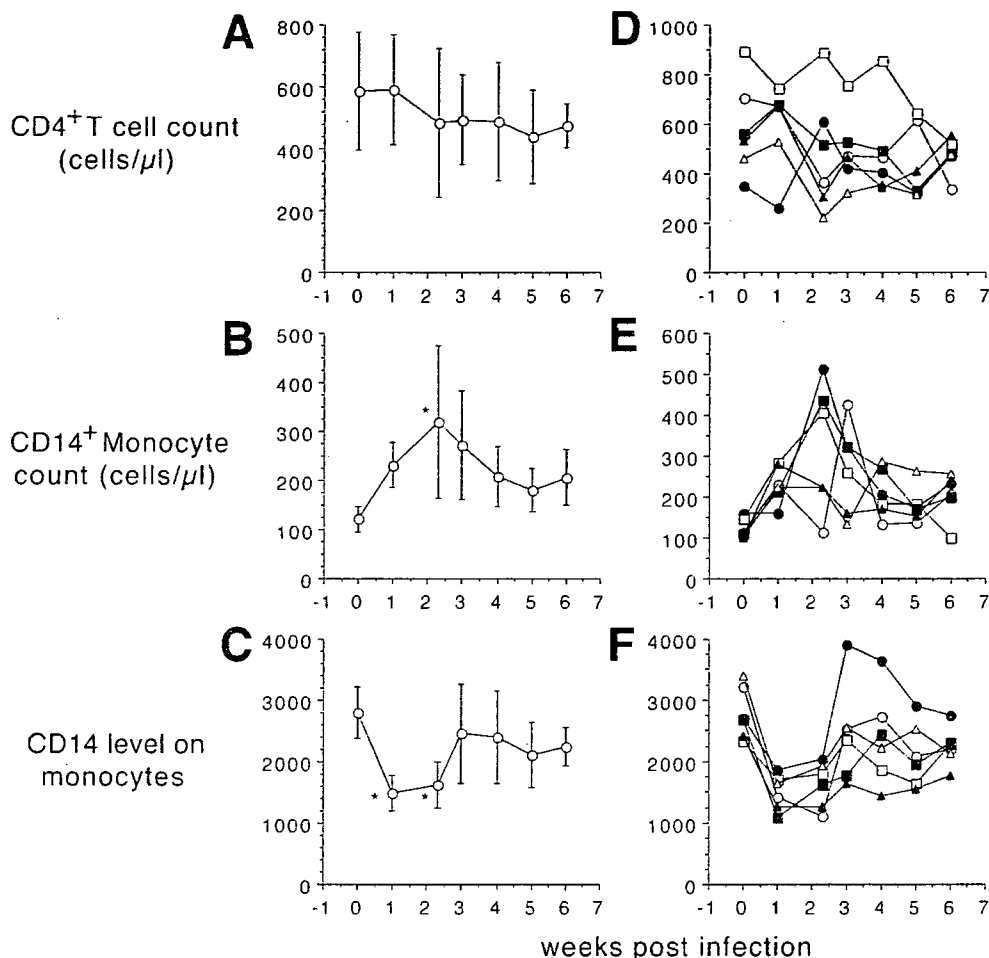 A
800
600
400
200
0
-1 0 1 2 3 4 5 6 7
CD4+ T cell count
(cells/µl)
D
1000
800
600
400
200
0
-1 0 1 2 3 4 5 6 7
B
500
400
300
200
100
0
*
-1 0 1 2 3 4 5 6 7
CD14+ Monocyte
count (cells/µl)
E
600
500
400
300
200
100
0
-1 0 1 2 3 4 5 6 7
C
4000
3000
2000
1000
0
* *
-1 0 1 2 3 4 5 6 7
CD14 level on
monocytes
F
4000
3000
2000
1000
0
-1 0 1 2 3 4 5 6 7
weeks post infection